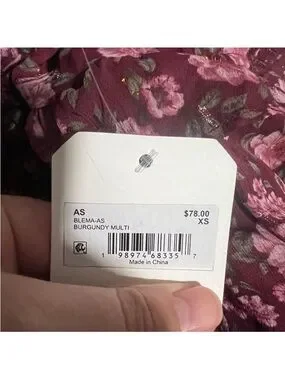 AS $78.00
BLEMA-AS XS
BURGUNDY MULTI
1 98974 68335 7
Made in China